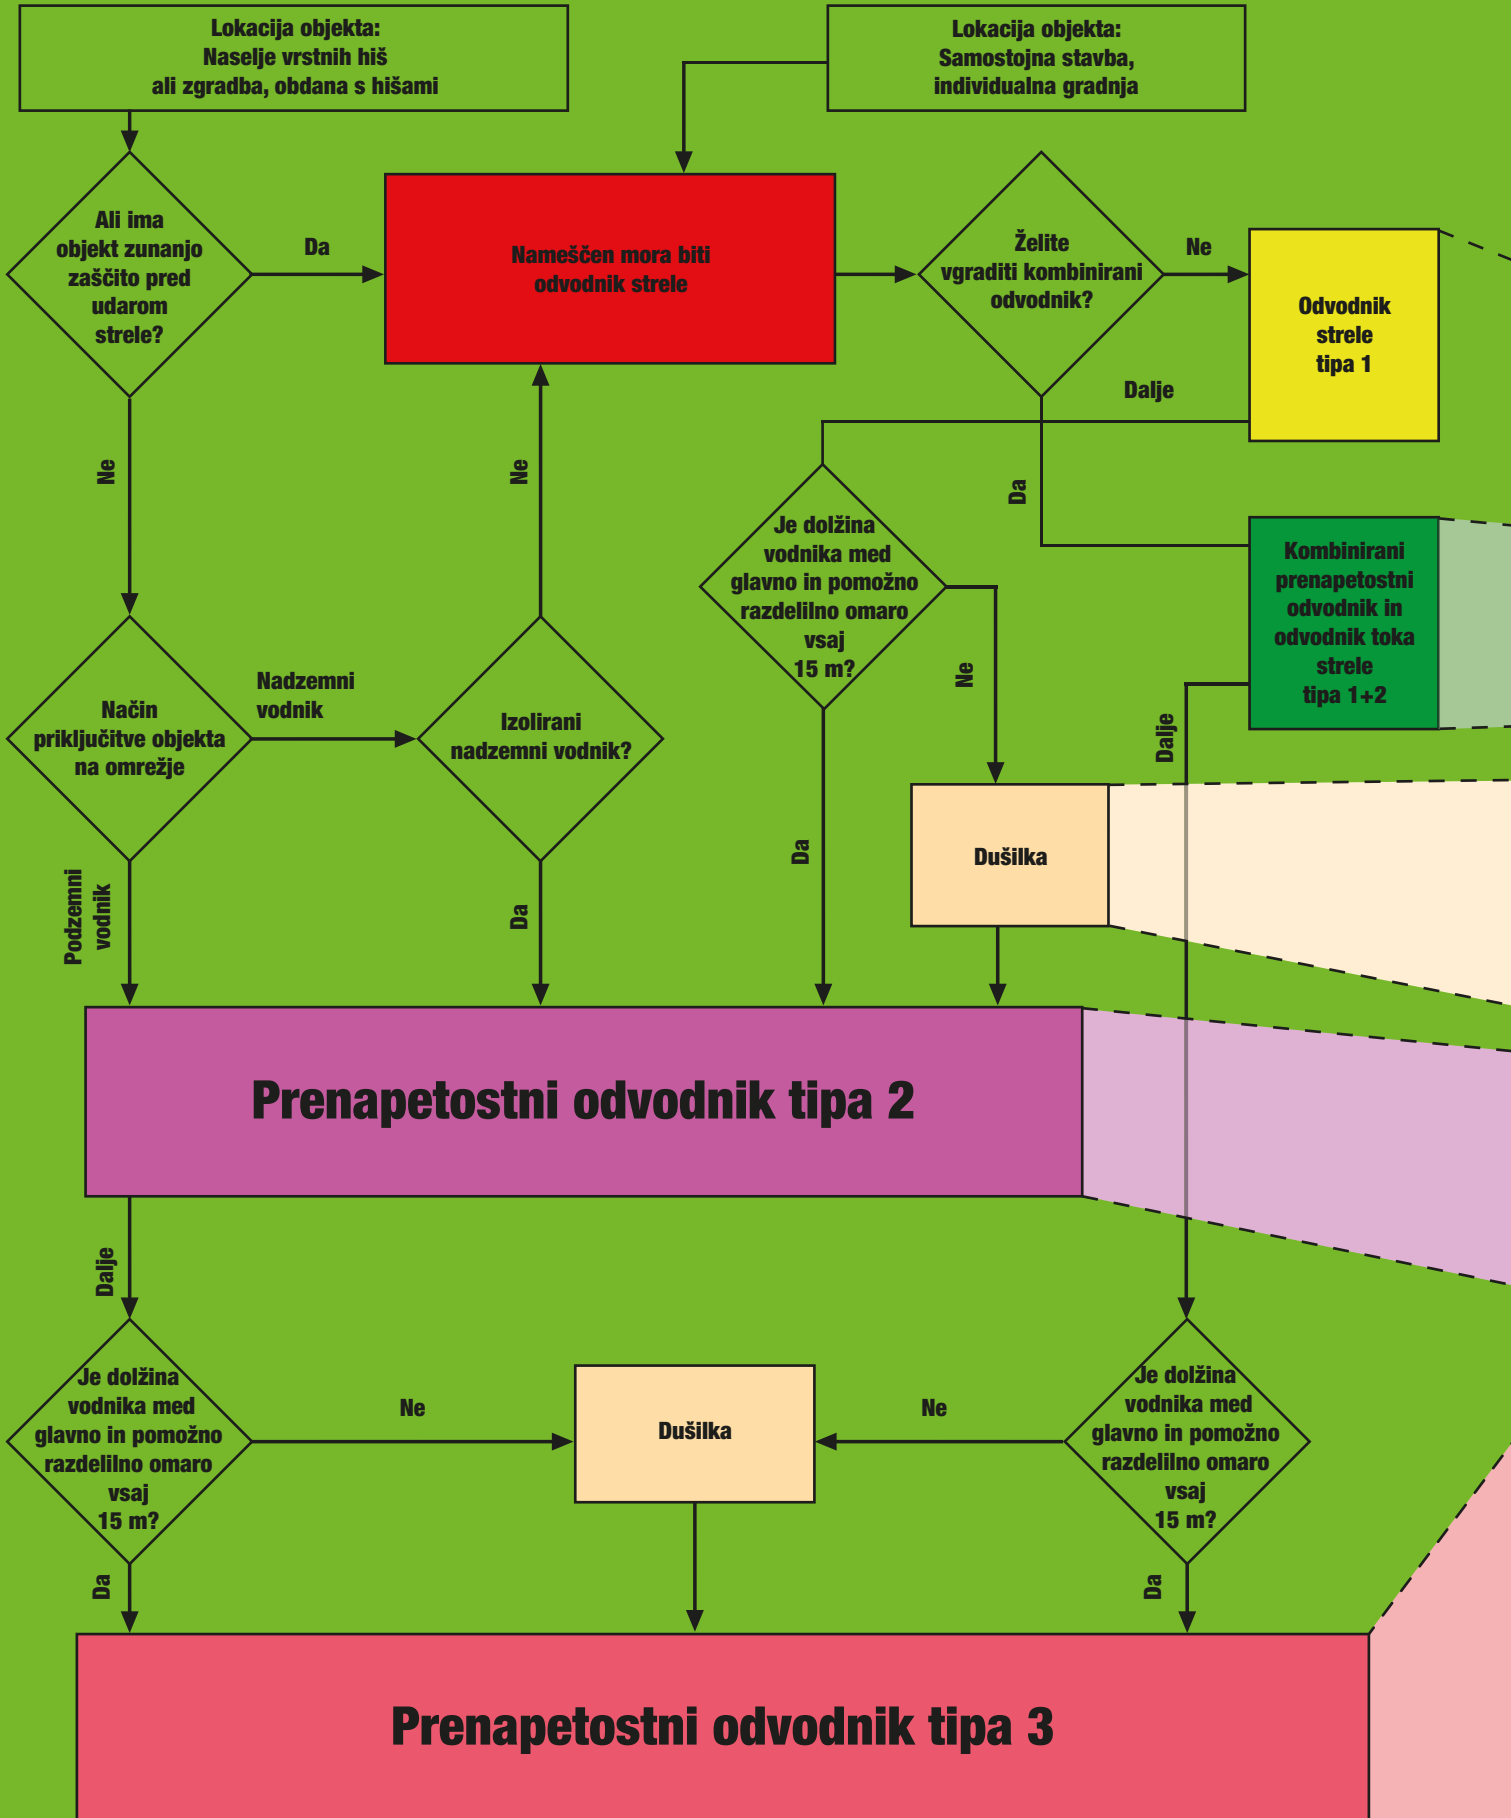 Lokacija objekta:
Naselje vrstnih hiš
ali zgradba, obdana s hišami
Lokacija objekta:
Samostojna stavba,
individualna gradnja
Ali ima
objekt zunanjo
zaščito pred
udarom
strele?
Da
Nameščen mora biti
odvodnik strele
Želite
vgraditi kombinirani
odvodnik?
Ne
Odvodnik
strele
tipa 1
Dalje
Ne
Ne
Da
Je dolžina
vodnika med
glavno in pomožno
razdelilno omaro
vsaj
15 m?
Ne
Kombinirani
prenapetostni
odvodnik in
odvodnik toka
strele
tipa 1+2
Dalje
Način
priključitve objekta
na omrežje
Nadzemni
vodnik
Izolirani
nadzemni vodnik?
Podzemni
vodnik
Da
Da
Dušilka
Prenapetostni odvodnik tipa 2
Dalje
Je dolžina
vodnika med
glavno in pomožno
razdelilno omaro
vsaj
15 m?
Ne
Dušilka
Ne
Je dolžina
vodnika med
glavno in pomožno
razdelilno omaro
vsaj
15 m?
Da
Da
Prenapetostni odvodnik tipa 3